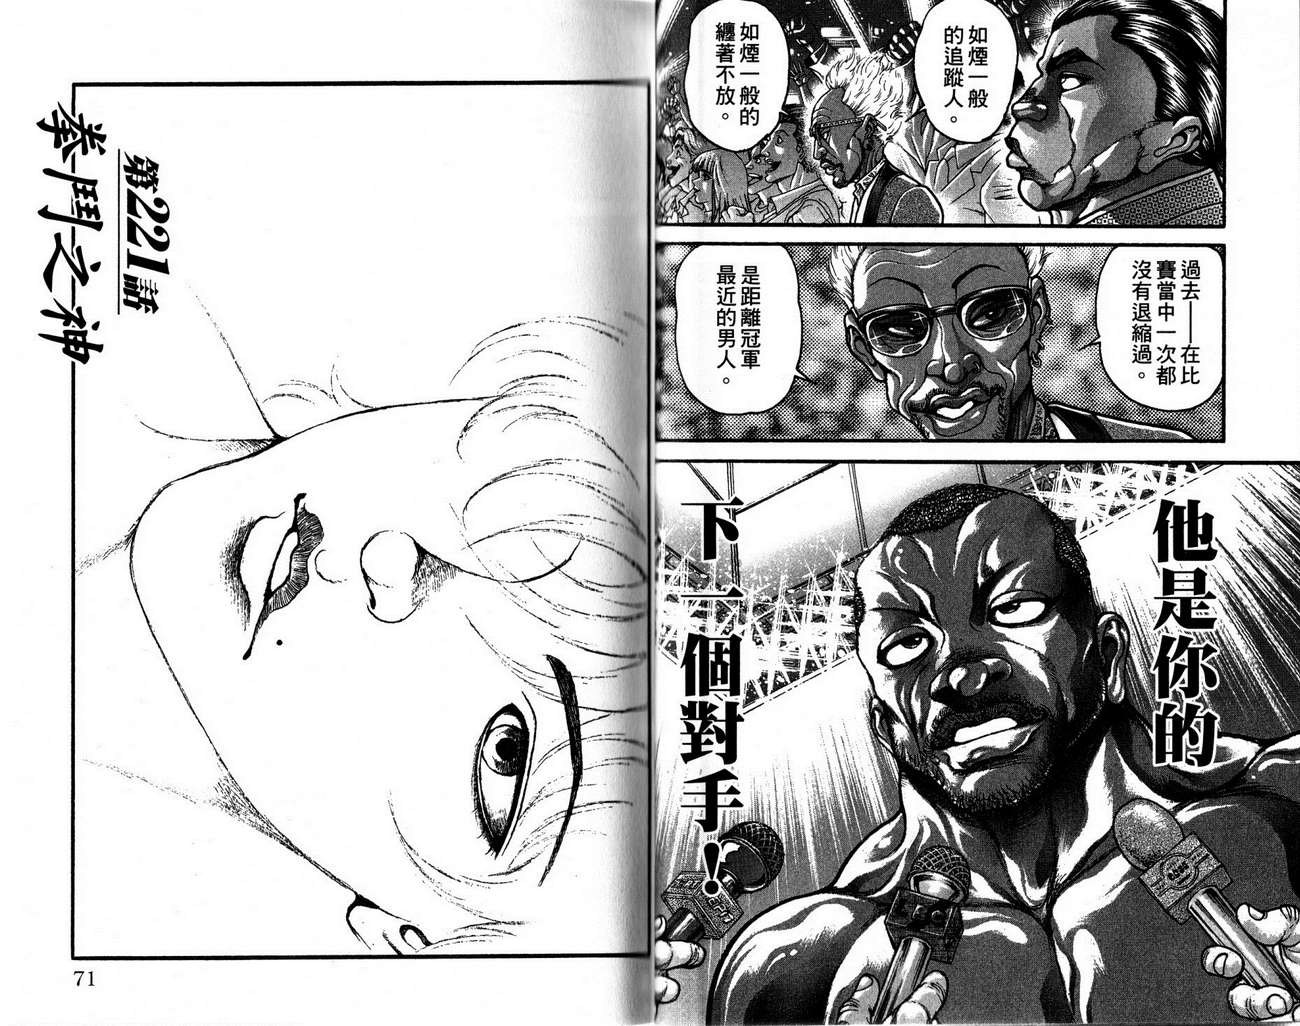 如煙一般
的追蹤人。
如煙一般的
纏著不放。
過去——在比
賽當中一次都
沒有退縮過。
是距離冠軍
最近的男人。
他是你的
下一個對手！
LFC
第221話
拳鬥之神
71